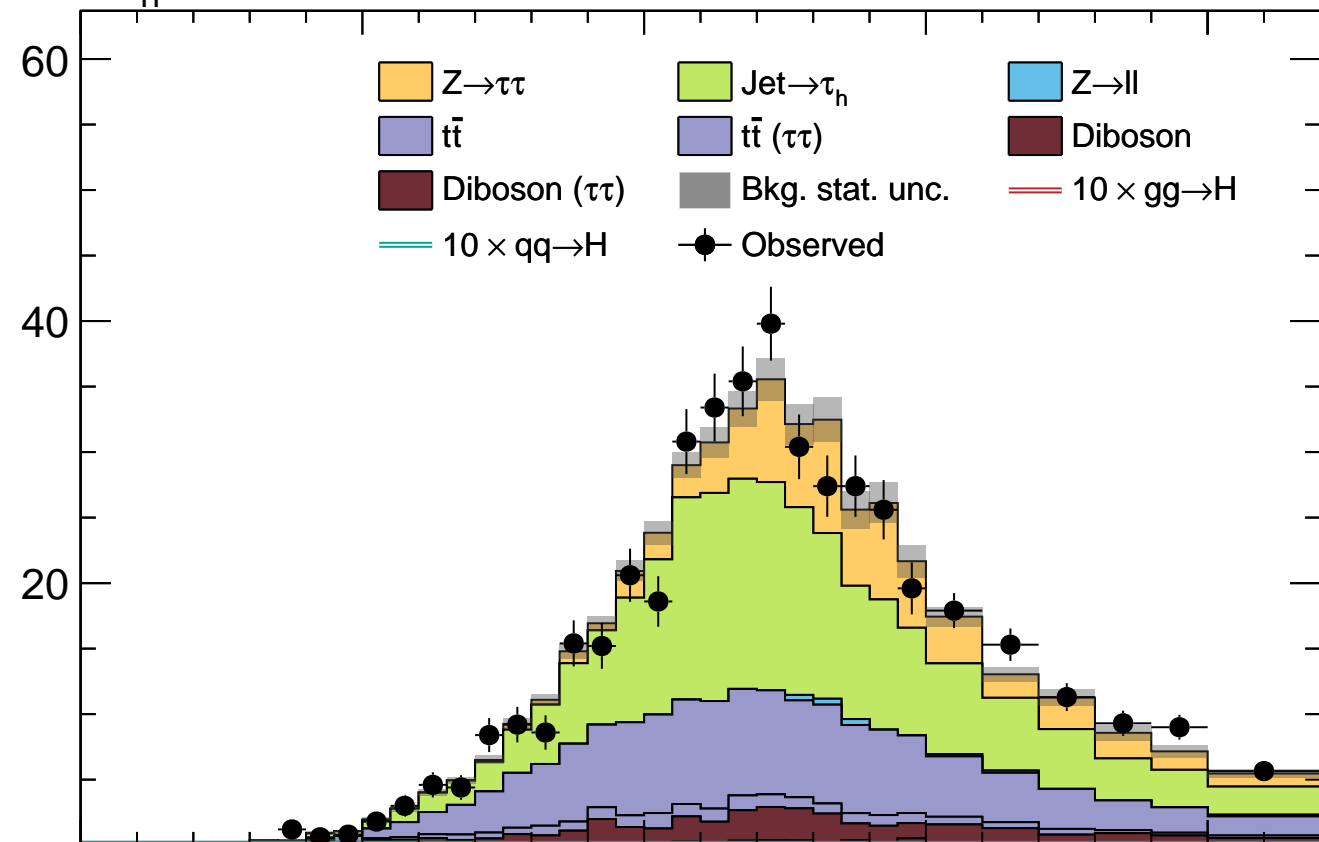 60
Z→ττ Jet→τh Z→ll
tt̄ tt̄ (ττ) Diboson
Diboson (ττ) Bkg. stat. unc. 10 × gg→H
10 × qq→H Observed
40
20